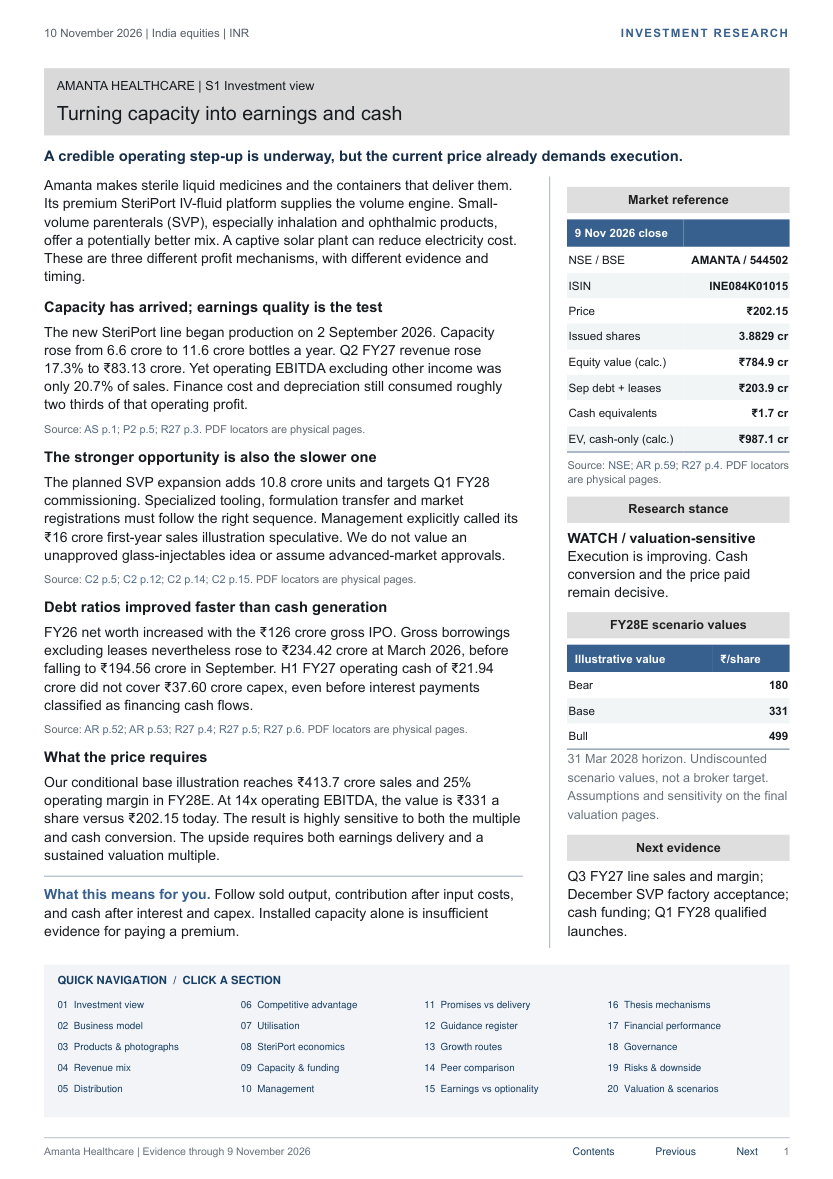 10 November 2026 | India equities | INR
INVESTMENT RESEARCH
AMANTA HEALTHCARE | S1 Investment view
Turning capacity into earnings and cash
A credible operating step-up is underway, but the current price already demands execution.
Amanta makes sterile liquid medicines and the containers that deliver them.
Its premium SteriPort IV-fluid platform supplies the volume engine. Small-
volume parenterals (SVP), especially inhalation and ophthalmic products,
offer a potentially better mix. A captive solar plant can reduce electricity cost.
These are three different profit mechanisms, with different evidence and
timing.
Capacity has arrived; earnings quality is the test
The new SteriPort line began production on 2 September 2026. Capacity
rose from 6.6 crore to 11.6 crore bottles a year. Q2 FY27 revenue rose
17.3% to ₹83.13 crore. Yet operating EBITDA excluding other income was
only 20.7% of sales. Finance cost and depreciation still consumed roughly
two thirds of that operating profit.
Source: AS p.1; P2 p.5; R27 p.3. PDF locators are physical pages.
The stronger opportunity is also the slower one
The planned SVP expansion adds 10.8 crore units and targets Q1 FY28
commissioning. Specialized tooling, formulation transfer and market
registrations must follow the right sequence. Management explicitly called its
₹16 crore first-year sales illustration speculative. We do not value an
unapproved glass-injectables idea or assume advanced-market approvals.
Source: C2 p.5; C2 p.12; C2 p.14; C2 p.15. PDF locators are physical pages.
Debt ratios improved faster than cash generation
FY26 net worth increased with the ₹126 crore gross IPO. Gross borrowings
excluding leases nevertheless rose to ₹234.42 crore at March 2026, before
falling to ₹194.56 crore in September. H1 FY27 operating cash of ₹21.94
crore did not cover ₹37.60 crore capex, even before interest payments
classified as financing cash flows.
Source: AR p.52; AR p.53; R27 p.4; R27 p.5; R27 p.6. PDF locators are physical pages.
What the price requires
Our conditional base illustration reaches ₹413.7 crore sales and 25%
operating margin in FY28E. At 14x operating EBITDA, the value is ₹331 a
share versus ₹202.15 today. The result is highly sensitive to both the multiple
and cash conversion. The upside requires both earnings delivery and a
sustained valuation multiple.
What this means for you. Follow sold output, contribution after input costs,
and cash after interest and capex. Installed capacity alone is insufficient
evidence for paying a premium.
Market reference
9 Nov 2026 close
NSE / BSE AMANTA / 544502
ISIN INE084K01015
Price ₹202.15
Issued shares 3.8829 cr
Equity value (calc.) ₹784.9 cr
Sep debt + leases ₹203.9 cr
Cash equivalents ₹1.7 cr
EV, cash-only (calc.) ₹987.1 cr
Source: NSE; AR p.59; R27 p.4. PDF locators
are physical pages.
Research stance
WATCH / valuation-sensitive
Execution is improving. Cash
conversion and the price paid
remain decisive.
FY28E scenario values
Illustrative value ₹/share
Bear 180
Base 331
Bull 499
31 Mar 2028 horizon. Undiscounted
scenario values, not a broker target.
Assumptions and sensitivity on the final
valuation pages.
Next evidence
Q3 FY27 line sales and margin;
December SVP factory acceptance;
cash funding; Q1 FY28 qualified
launches.
QUICK NAVIGATION / CLICK A SECTION
01 Investment view
02 Business model
03 Products & photographs
04 Revenue mix
05 Distribution
06 Competitive advantage
07 Utilisation
08 SteriPort economics
09 Capacity & funding
10 Management
11 Promises vs delivery
12 Guidance register
13 Growth routes
14 Peer comparison
15 Earnings vs optionality
16 Thesis mechanisms
17 Financial performance
18 Governance
19 Risks & downside
20 Valuation & scenarios
Amanta Healthcare | Evidence through 9 November 2026
Contents Previous Next 1